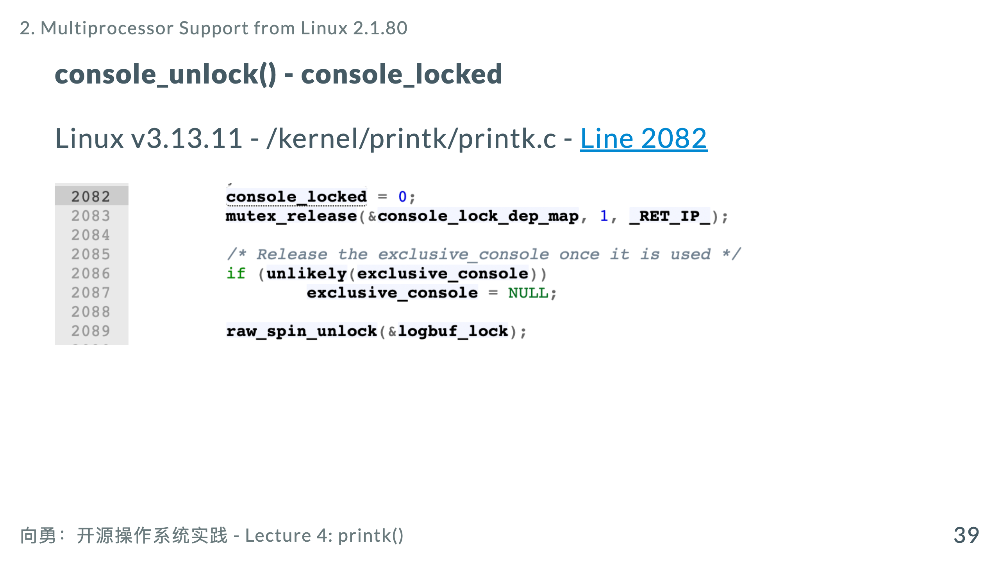 2. Multiprocessor Support from Linux 2.1.80
console_unlock() - console_locked
Linux v3.13.11 - /kernel/printk/printk.c - Line 2082
2082 console_locked = 0;
2083 mutex_release(&console_lock_dep_map, 1, _RET_IP_);
2084
2085 /* Release the exclusive_console once it is used */
2086 if (unlikely(exclusive_console))
2087 exclusive_console = NULL;
2088
2089 raw_spin_unlock(&logbuf_lock);
向勇：开源操作系统实践 - Lecture 4: printk()
39